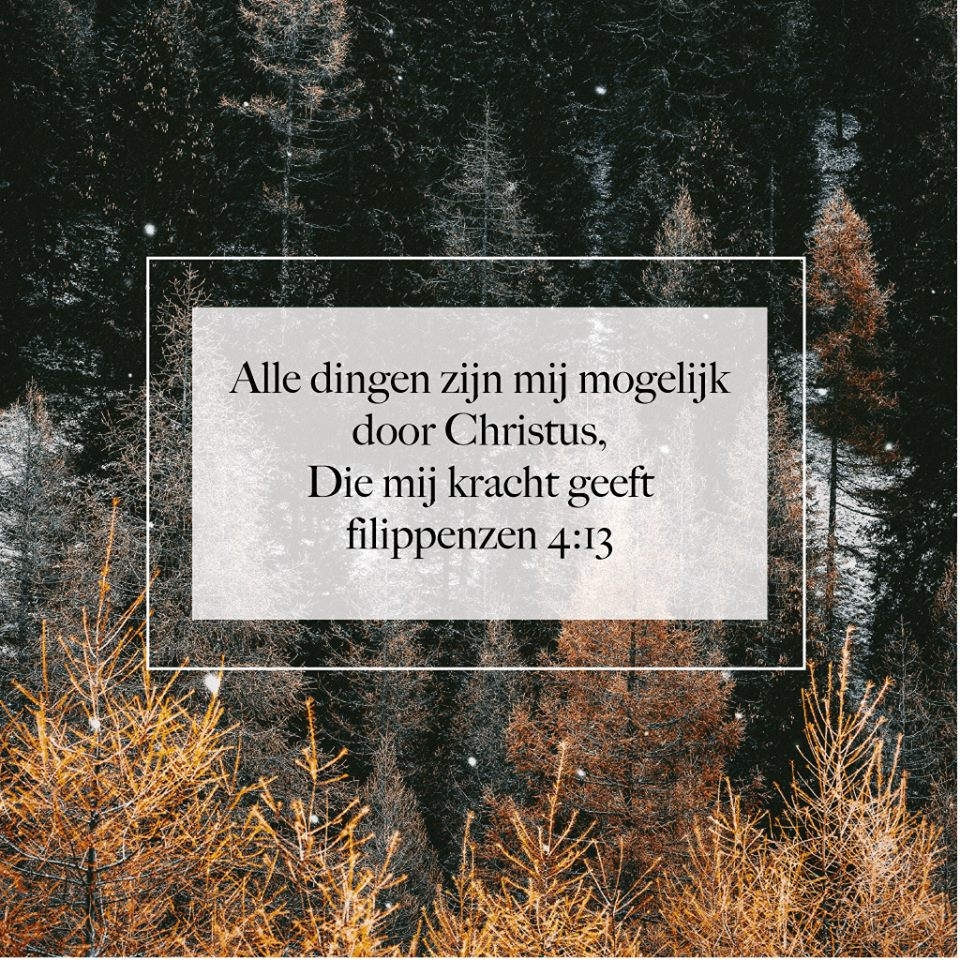 Alle dingen zijn mij mogelijk
door Christus,
Die mij kracht geeft
filippenzen 4:13